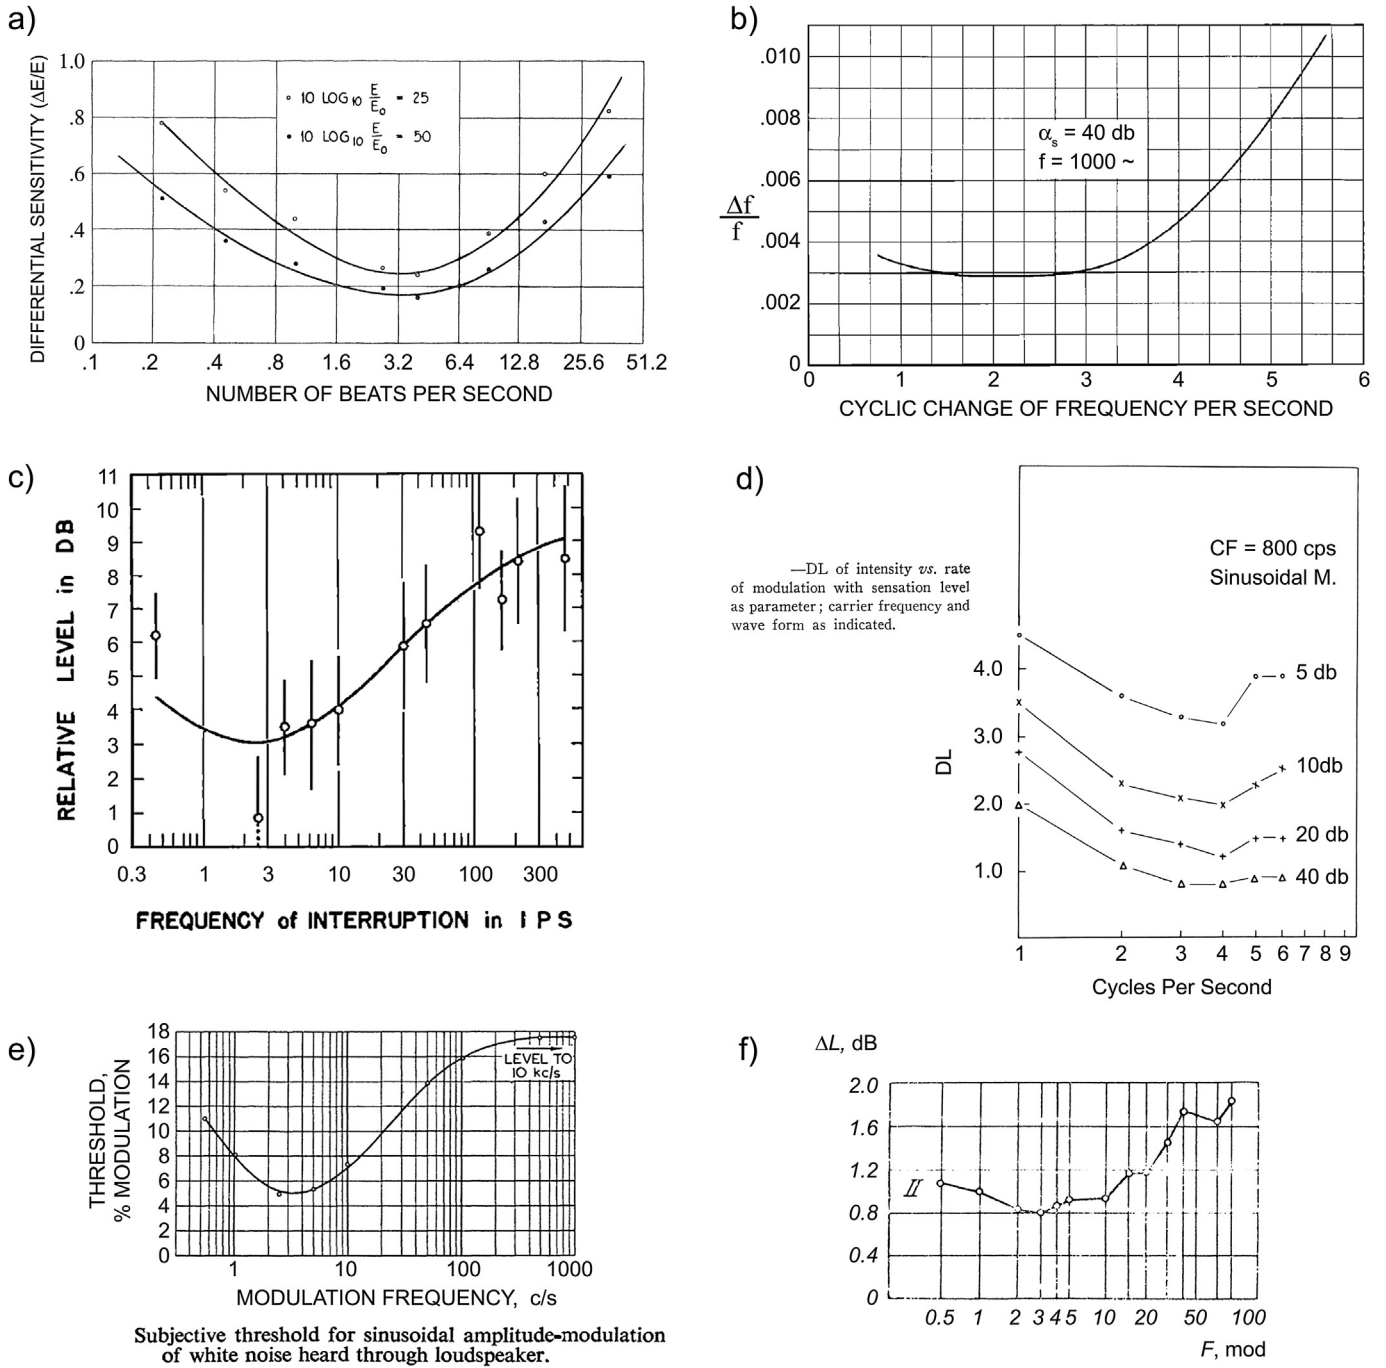 a)
1.0
.8
.6
.4
.2
0
DIFFERENTIAL SENSITIVITY (ΔE/E)
10 LOG10 E/E0 = 25
10 LOG10 E/E0 = 50
.1 .2 .4 .8 1.6 3.2 6.4 12.8 25.6 51.2
NUMBER OF BEATS PER SECOND
b)
.010
.008
.006
.004
.002
0
Δf/f
αs = 40 db
f = 1000 ~
0 1 2 3 4 5 6
CYCLIC CHANGE OF FREQUENCY PER SECOND
c)
11
10
9
8
7
6
5
4
3
2
1
0
RELATIVE LEVEL in DB
0.3 1 3 10 30 100 300
FREQUENCY of INTERRUPTION in I P S
d)
—DL of intensity vs. rate
of modulation with sensation level
as parameter; carrier frequency and
wave form as indicated.
CF = 800 cps
Sinusoidal M.
4.0
3.0
2.0
1.0
DL
5 db
10db
20 db
40 db
1 2 3 4 5 6 7 8 9
Cycles Per Second
e)
18
16
14
12
10
8
6
4
2
0
THRESHOLD,
% MODULATION
LEVEL TO
10 kc/s
1 10 100 1000
MODULATION FREQUENCY, c/s
Subjective threshold for sinusoidal amplitude-modulation
of white noise heard through loudspeaker.
f)
ΔL, dB
2.0
1.6
1.2
0.8
0.4
0
II
0.5 1 2 3 4 5 10 20 50 100
F, mod